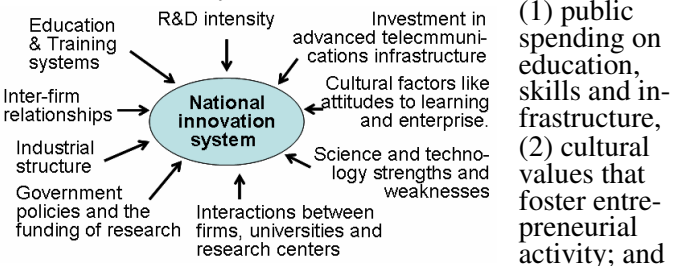 R&D intensity
Education
& Training
systems
Investment in
advanced telecmmuni-
cations infrastructure
Inter-firm
relationships
National
innovation
system
Cultural factors like
attitudes to learning
and enterprise.
Industrial
structure
Science and techno-
logy strengths and
weaknesses
Government
policies and the
funding of research
Interactions between
firms, universities and
research centers
(1) public
spending on
education,
skills and in-
frastructure,
(2) cultural
values that
foster entre-
preneurial
activity; and